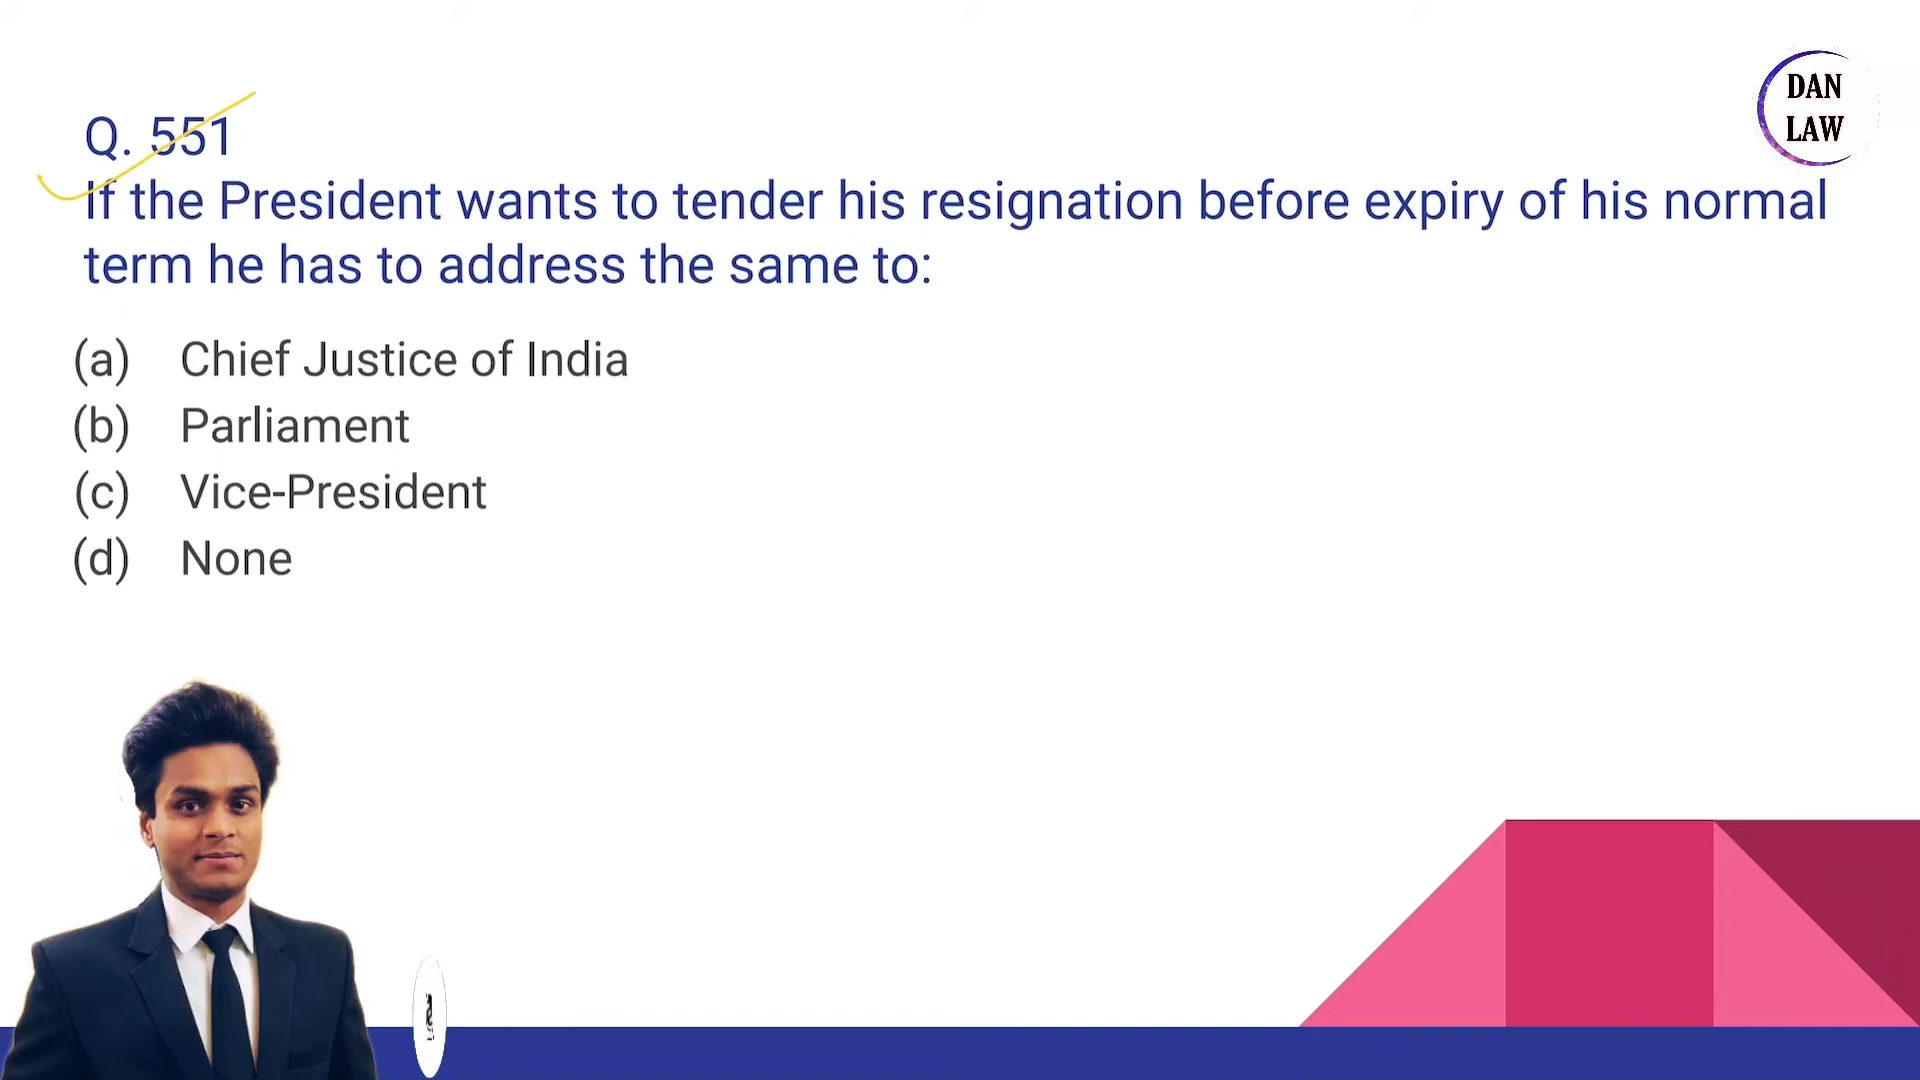 DAN
LAW
Q. 551
If the President wants to tender his resignation before expiry of his normal
term he has to address the same to:
(a) Chief Justice of India
(b) Parliament
(c) Vice-President
(d) None